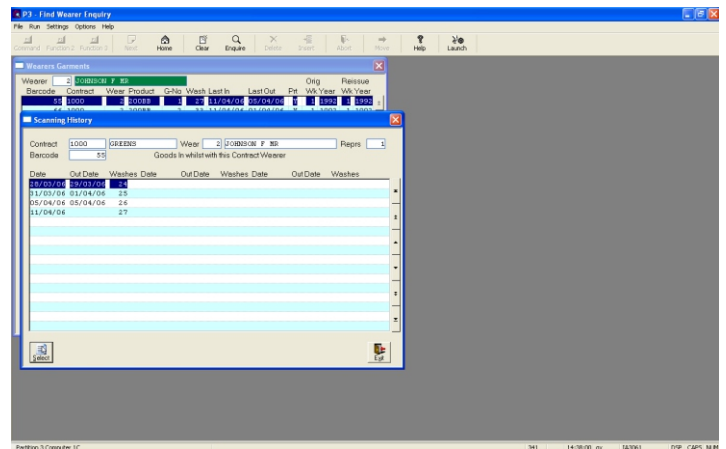 P3 - Find Wearer Enquiry
File Run Settings Options Help
Command Function 2 Function 3 Next Home Clear Enquire Delete Insert Abort Move Help Launch
Wearers Garments
Wearer 2 JOHNSON F MR Orig Reissue
Barcode Contract Wear Product G-No Wash Last In Last Out Prt Wk Year Wk Year
55 1000 2 200BB 1 27 11/04/06 05/04/06 Y 1 1992 1 1992
Scanning History
Contract 1000 GREENS Wear 2 JOHNSON F MR Reprs 1
Barcode 55 Goods In whilst with this Contract Wearer
Date Out Date Washes Date Out Date Washes Date Out Date Washes
28/03/06 29/03/06 24
31/03/06 01/04/06 25
05/04/06 05/04/06 26
11/04/06 27
Select Exit
Partition 3 Computer 1C 341 14:38:00 DSP CAPS NUM